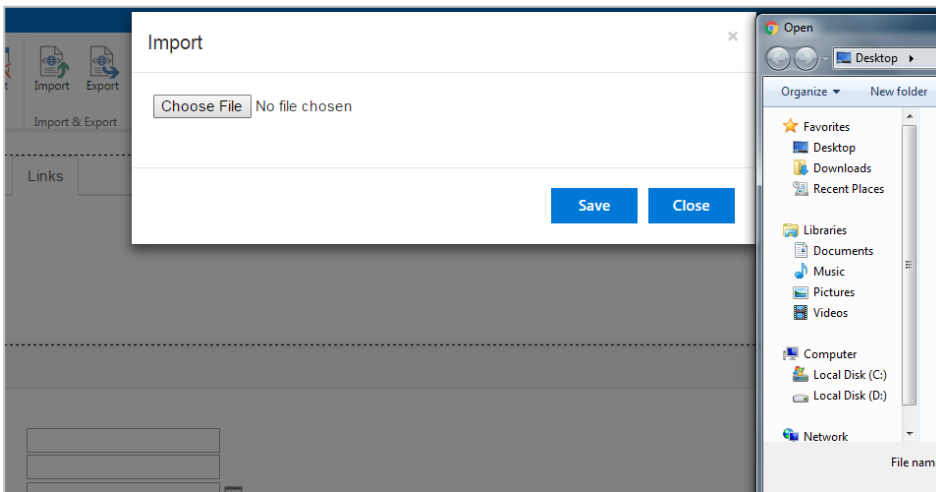 Import
×
Choose File No file chosen
Save Close
Import Export
Import & Export
Links
Open
Desktop
Organize New folder
Favorites
Desktop
Downloads
Recent Places
Libraries
Documents
Music
Pictures
Videos
Computer
Local Disk (C:)
Local Disk (D:)
Network
File nam